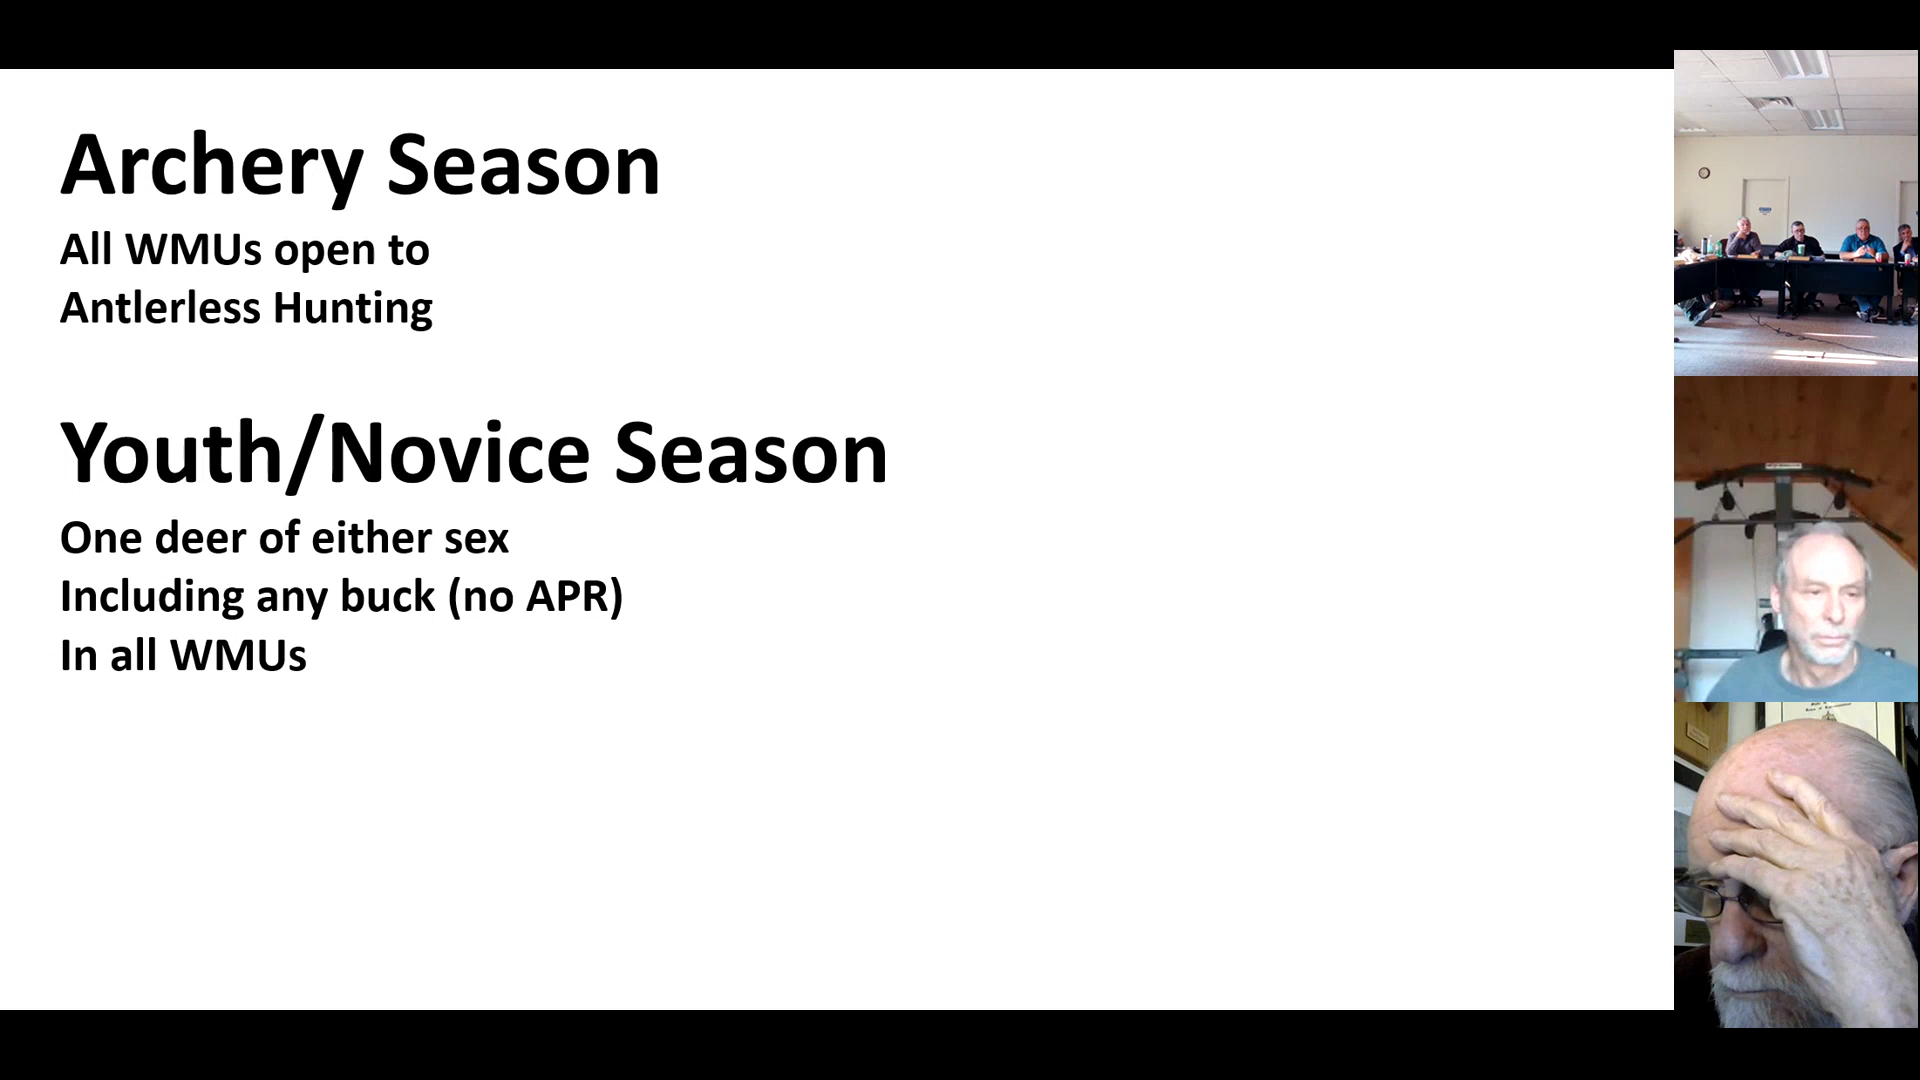 Archery Season
All WMUs open to
Antlerless Hunting
Youth/Novice Season
One deer of either sex
Including any buck (no APR)
In all WMUs